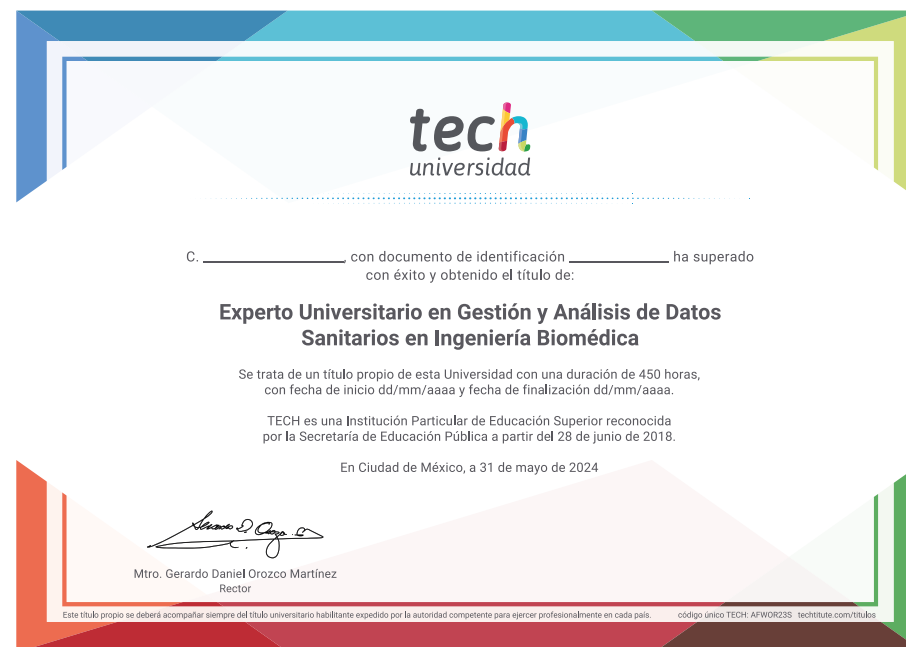 tech
universidad
C. ____________, con documento de identificación ____________ ha superado
con éxito y obtenido el título de:
Experto Universitario en Gestión y Análisis de Datos
Sanitarios en Ingeniería Biomédica
Se trata de un título propio de esta Universidad con una duración de 450 horas,
con fecha de inicio dd/mm/aaaa y fecha de finalización dd/mm/aaaa.
TECH es una Institución Particular de Educación Superior reconocida
por la Secretaría de Educación Pública a partir del 28 de junio de 2018.
En Ciudad de México, a 31 de mayo de 2024
Mtro. Gerardo Daniel Orozco Martínez
Rector
Este título propio se deberá acompañar siempre del título universitario habilitante expedido por la autoridad competente para ejercer profesionalmente en cada país. código único TECH: AFWOR23S techtitute.com/titulos